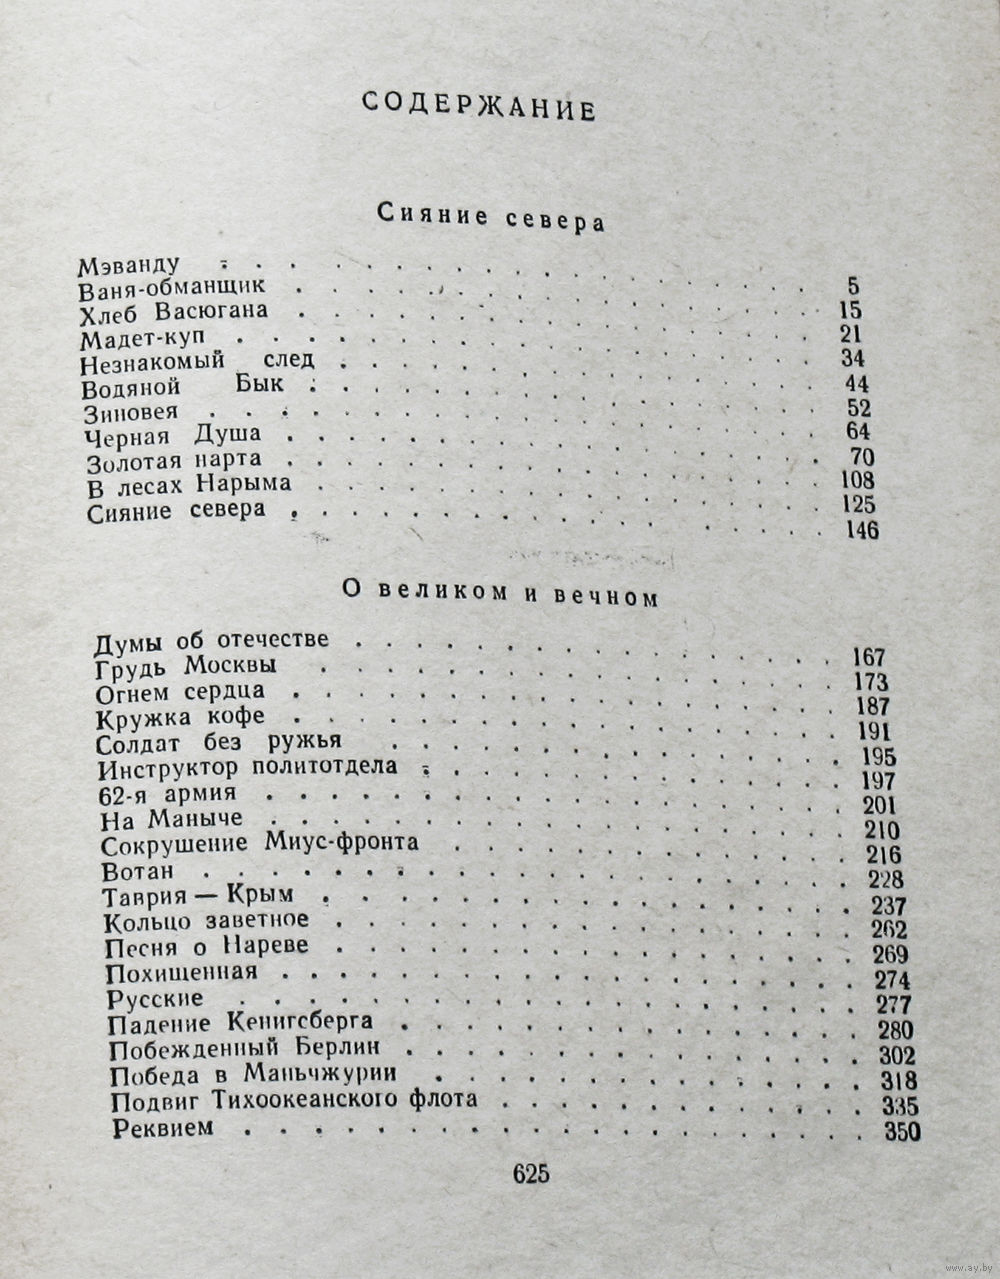 СОДЕРЖАНИЕ
Сияние севера
Мэванду . . . . . . . . . . . . . . . . . 5
Ваня-обманщик . . . . . . . . . . . . . . . 15
Хлеб Васюгана . . . . . . . . . . . . . . . 21
Мадет-куп . . . . . . . . . . . . . . . . . 34
Незнакомый след . . . . . . . . . . . . . . 44
Водяной Бык . . . . . . . . . . . . . . . . 52
Зиновея . . . . . . . . . . . . . . . . . . 64
Черная Душа . . . . . . . . . . . . . . . . 70
Золотая нарта . . . . . . . . . . . . . . . 108
В лесах Нарыма . . . . . . . . . . . . . . 125
Сияние севера . . . . . . . . . . . . . . . 146
О великом и вечном
Думы об отечестве . . . . . . . . . . . . . 167
Грудь Москвы . . . . . . . . . . . . . . . 173
Огнем сердца . . . . . . . . . . . . . . . 187
Кружка кофе . . . . . . . . . . . . . . . . 191
Солдат без ружья . . . . . . . . . . . . . 195
Инструктор политотдела . . . . . . . . . . 197
62-я армия . . . . . . . . . . . . . . . . 201
На Маныче . . . . . . . . . . . . . . . . . 210
Сокрушение Миус-фронта . . . . . . . . . . 216
Вотан . . . . . . . . . . . . . . . . . . . 228
Таврия — Крым . . . . . . . . . . . . . . . 237
Кольцо заветное . . . . . . . . . . . . . . 262
Песня о Нареве . . . . . . . . . . . . . . 269
Похищенная . . . . . . . . . . . . . . . . 274
Русские . . . . . . . . . . . . . . . . . . 277
Падение Кенигсберга . . . . . . . . . . . . 280
Побежденный Берлин . . . . . . . . . . . . 302
Победа в Маньчжурии . . . . . . . . . . . . 318
Подвиг Тихоокеанского флота . . . . . . . . 335
Реквием . . . . . . . . . . . . . . . . . . 350
625
www.ay.by